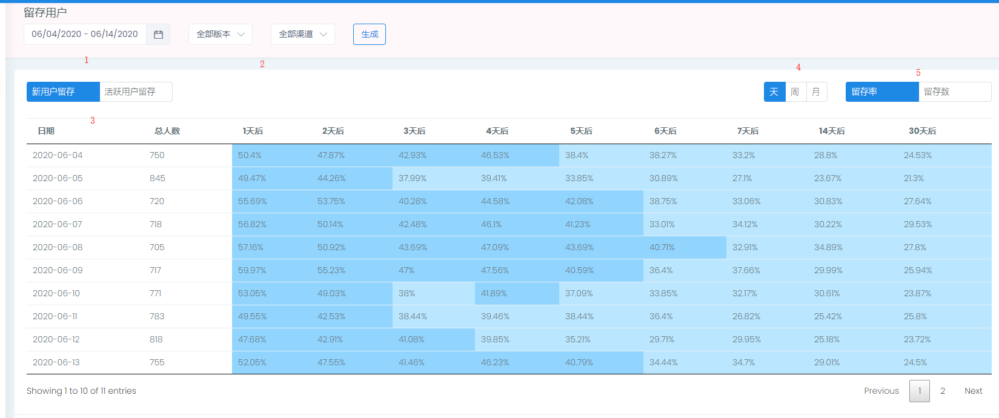 留存用户
06/04/2020 - 06/14/2020 全部版本 全部渠道 生成
1 2 4 5
新用户留存 活跃用户留存 天 周 月 留存率 留存数
3
日期 总人数 1天后 2天后 3天后 4天后 5天后 6天后 7天后 14天后 30天后
2020-06-04 750 50.4% 47.87% 42.93% 46.53% 38.4% 38.27% 33.2% 28.8% 24.53%
2020-06-05 845 49.47% 44.26% 37.99% 39.41% 33.85% 30.89% 27.1% 23.67% 21.3%
2020-06-06 720 55.69% 53.75% 40.28% 44.58% 42.08% 38.75% 33.06% 30.83% 27.64%
2020-06-07 718 56.82% 50.14% 42.48% 46.1% 41.23% 33.01% 34.12% 30.22% 29.53%
2020-06-08 705 57.16% 50.92% 43.69% 47.09% 43.69% 40.71% 32.91% 34.89% 27.8%
2020-06-09 717 59.97% 55.23% 47% 47.56% 40.59% 36.4% 37.66% 29.99% 25.94%
2020-06-10 771 53.05% 49.03% 38% 41.89% 37.09% 33.85% 32.17% 30.61% 23.87%
2020-06-11 783 49.55% 42.53% 38.44% 39.46% 38.44% 36.4% 26.82% 25.42% 25.8%
2020-06-12 818 47.68% 42.91% 41.08% 39.85% 35.21% 29.71% 29.95% 25.18% 23.72%
2020-06-13 755 52.05% 47.55% 41.46% 46.23% 40.79% 34.44% 34.7% 29.01% 24.5%
Showing 1 to 10 of 11 entries Previous 1 2 Next